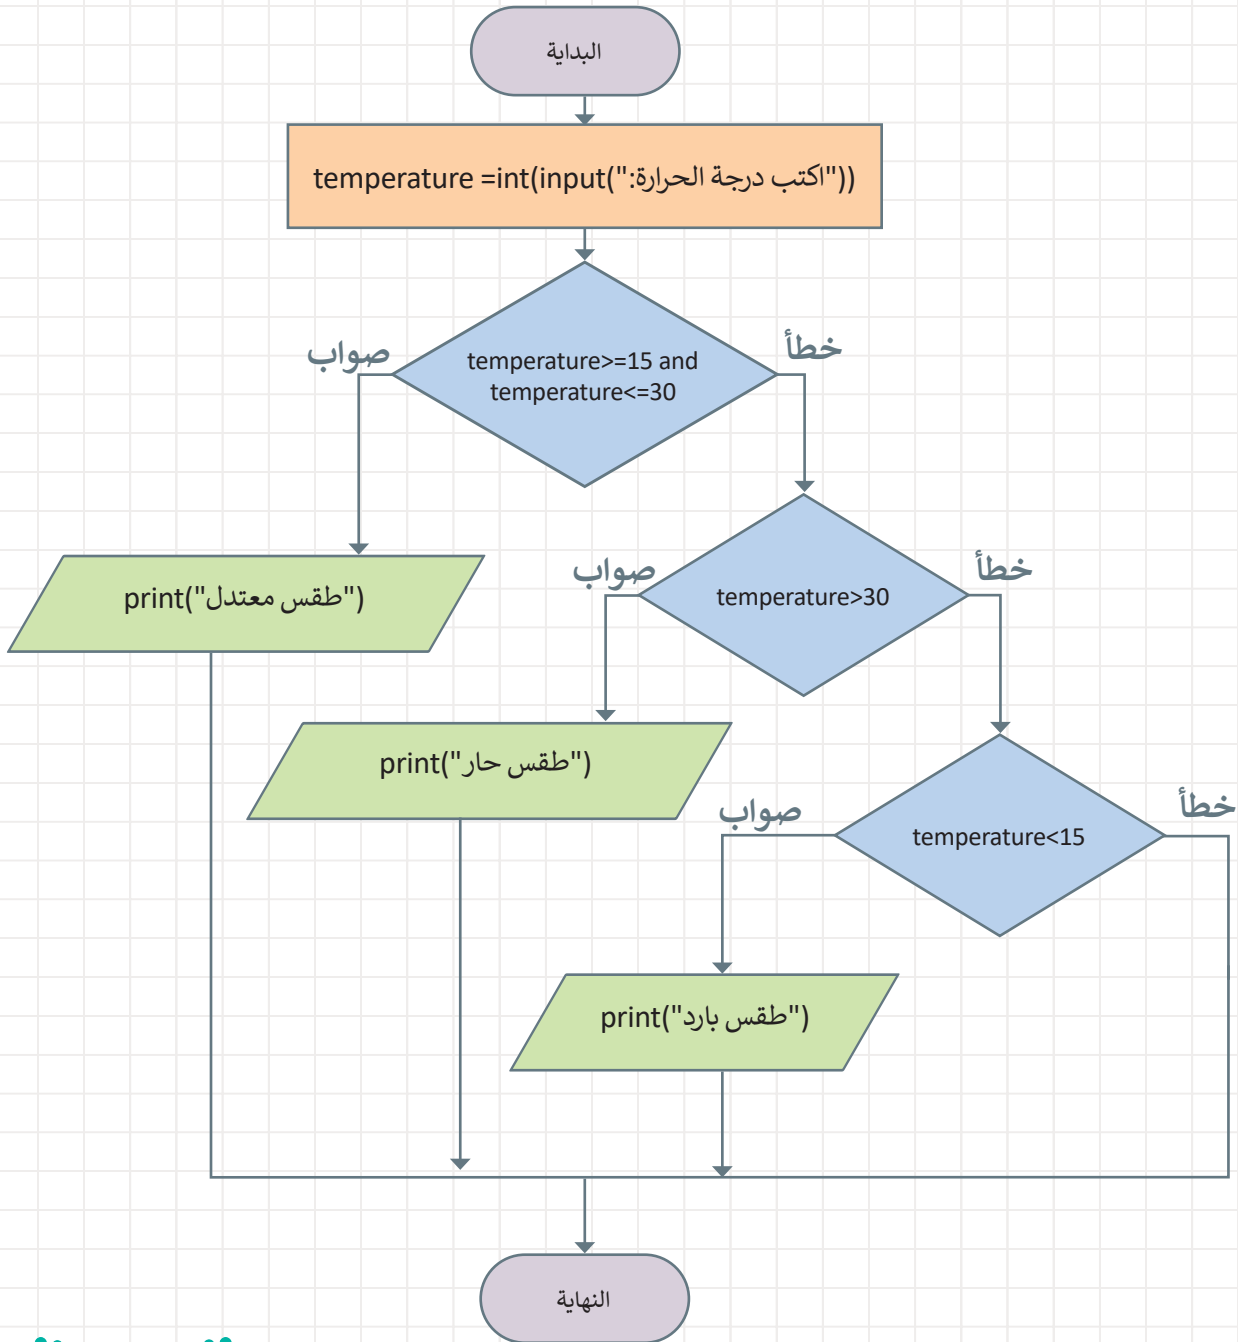 البداية
temperature =int(input("اكتب درجة الحرارة:"))
temperature>=15 and
temperature<=30
صواب
خطأ
temperature>30
صواب
خطأ
print("طقس معتدل")
print("طقس حار")
temperature<15
صواب
خطأ
print("طقس بارد")
النهاية